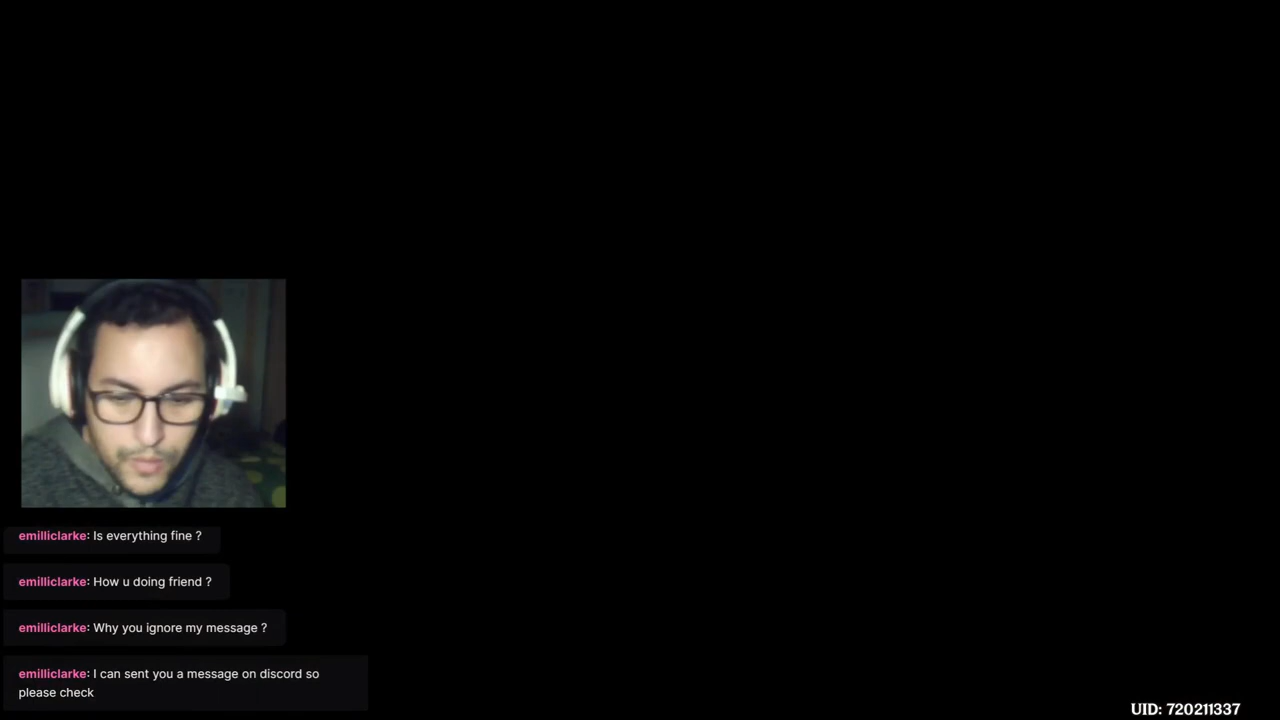 emilliclarke: Is everything fine ?
emilliclarke: How u doing friend ?
emilliclarke: Why you ignore my message ?
emilliclarke: I can sent you a message on discord so
please check
UID: 720211337